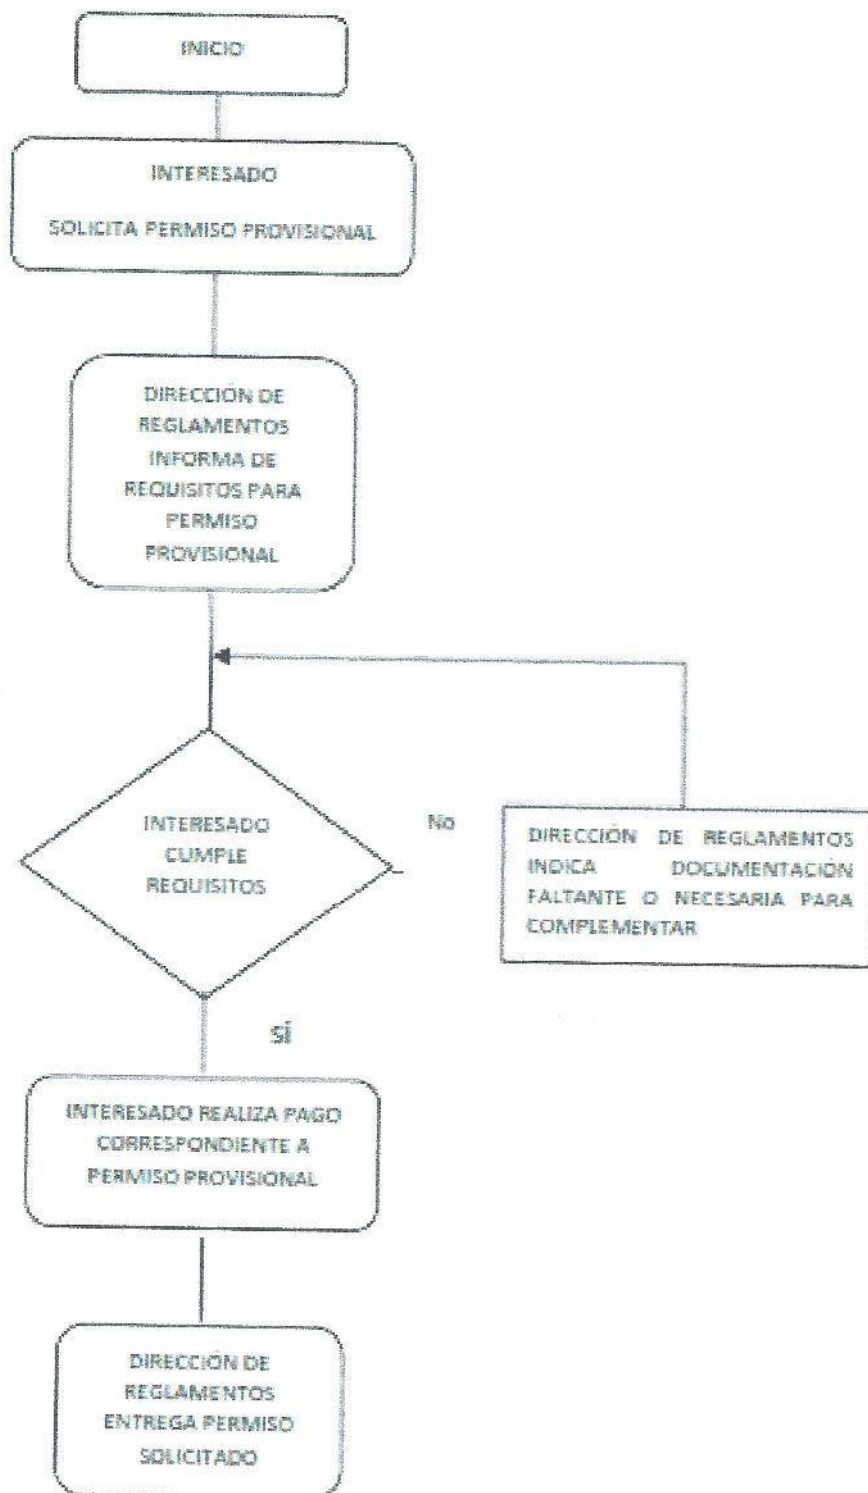 INICIO
INTERESADO
SOLICITA PERMISO PROVISIONAL
DIRECCIÓN DE
REGLAMENTOS
INFORMA DE
REQUISITOS PARA
PERMISO
PROVISIONAL
INTERESADO
CUMPLE
REQUISITOS
No
DIRECCIÓN DE REGLAMENTOS
INDICA DOCUMENTACIÓN
FALTANTE O NECESARIA PARA
COMPLEMENTAR
SÍ
INTERESADO REALIZA PAGO
CORRESPONDIENTE A
PERMISO PROVISIONAL
DIRECCIÓN DE
REGLAMENTOS
ENTREGA PERMISO
SOLICITADO